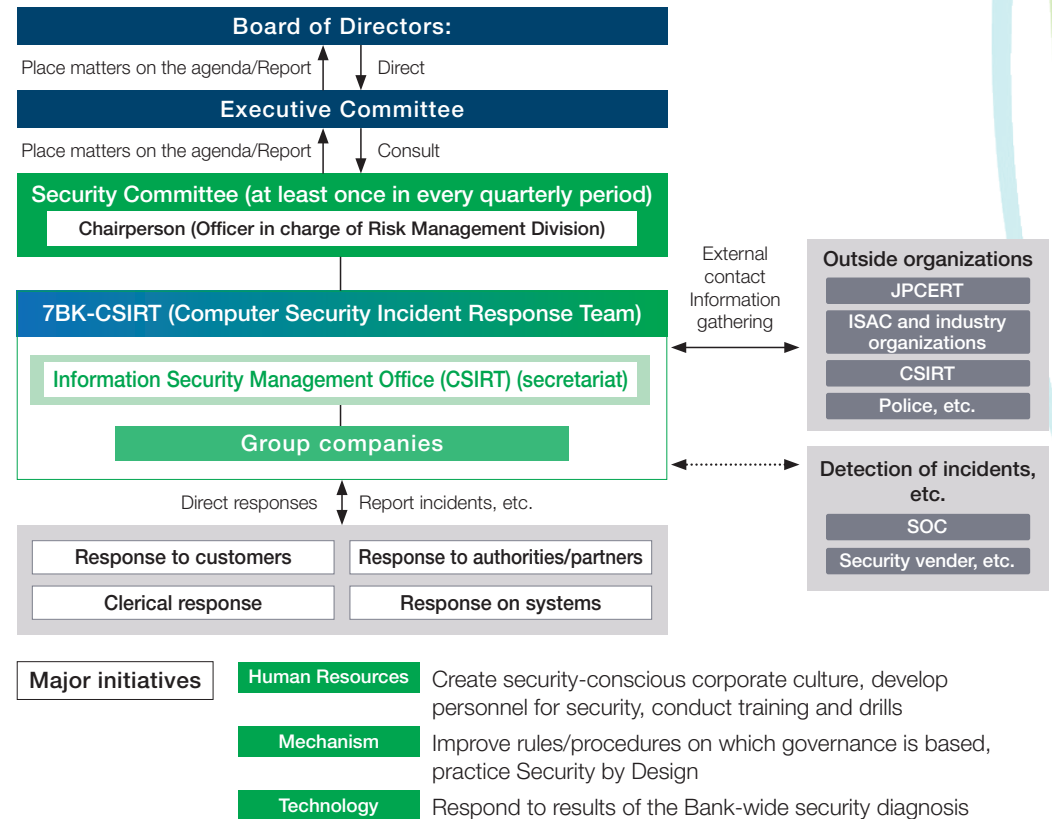 Board of Directors:
Place matters on the agenda/Report
Direct
Executive Committee
Place matters on the agenda/Report
Consult
Security Committee (at least once in every quarterly period)
Chairperson (Officer in charge of Risk Management Division)
7BK-CSIRT (Computer Security Incident Response Team)
Information Security Management Office (CSIRT) (secretariat)
Group companies
External
contact
Information
gathering
Outside organizations
JPCERT
ISAC and industry
organizations
CSIRT
Police, etc.
Detection of incidents,
etc.
SOC
Security vender, etc.
Direct responses
Report incidents, etc.
Response to customers
Response to authorities/partners
Clerical response
Response on systems
Major initiatives
Human Resources
Create security-conscious corporate culture, develop
personnel for security, conduct training and drills
Mechanism
Improve rules/procedures on which governance is based,
practice Security by Design
Technology
Respond to results of the Bank-wide security diagnosis